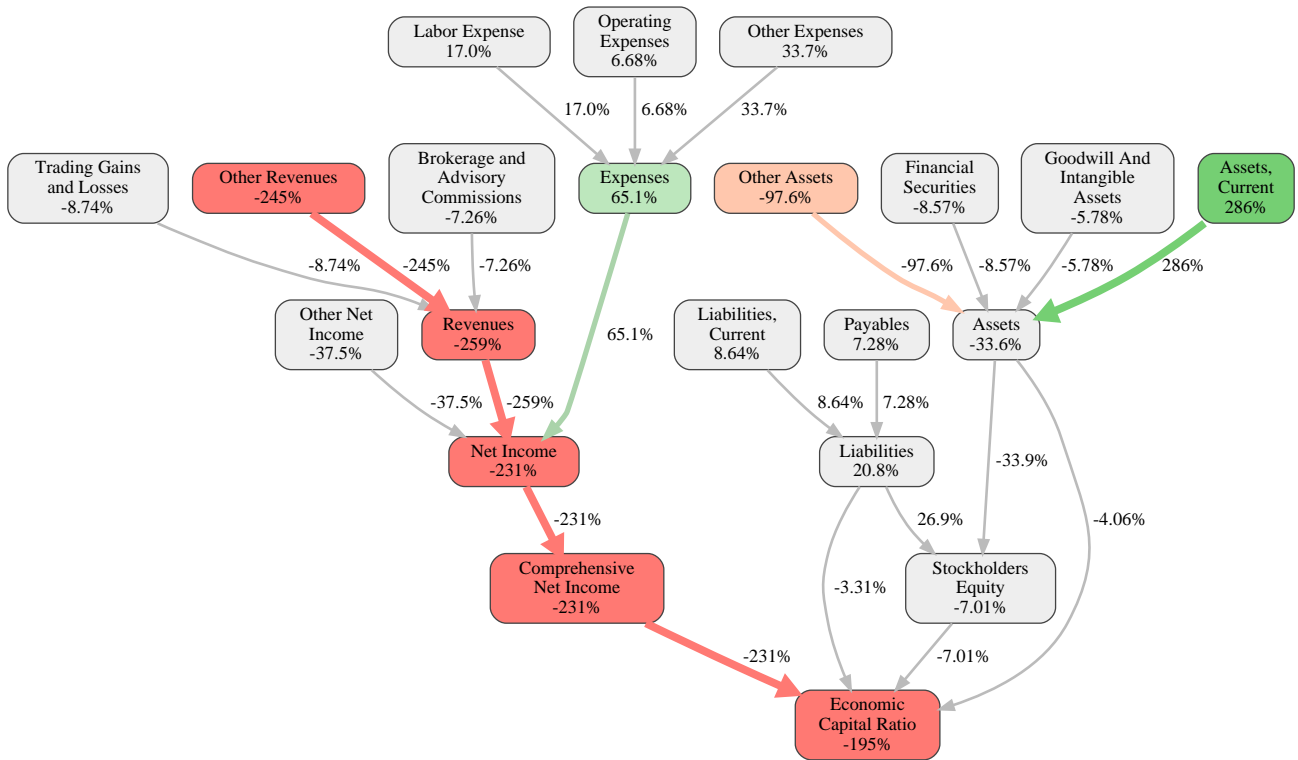 Labor Expense
17.0%
Operating
Expenses
6.68%
Other Expenses
33.7%
17.0%
6.68%
33.7%
Trading Gains
and Losses
-8.74%
Other Revenues
-245%
Brokerage and
Advisory
Commissions
-7.26%
Expenses
65.1%
Other Assets
-97.6%
Financial
Securities
-8.57%
Goodwill And
Intangible
Assets
-5.78%
Assets,
Current
286%
-8.74%
-245%
-7.26%
-97.6%
-8.57%
-5.78%
286%
Other Net
Income
-37.5%
Revenues
-259%
65.1%
Liabilities,
Current
8.64%
Payables
7.28%
Assets
-33.6%
-37.5%
-259%
8.64%
7.28%
Net Income
-231%
Liabilities
20.8%
-33.9%
-231%
26.9%
-4.06%
Comprehensive
Net Income
-231%
-3.31%
Stockholders
Equity
-7.01%
-231%
-7.01%
Economic
Capital Ratio
-195%